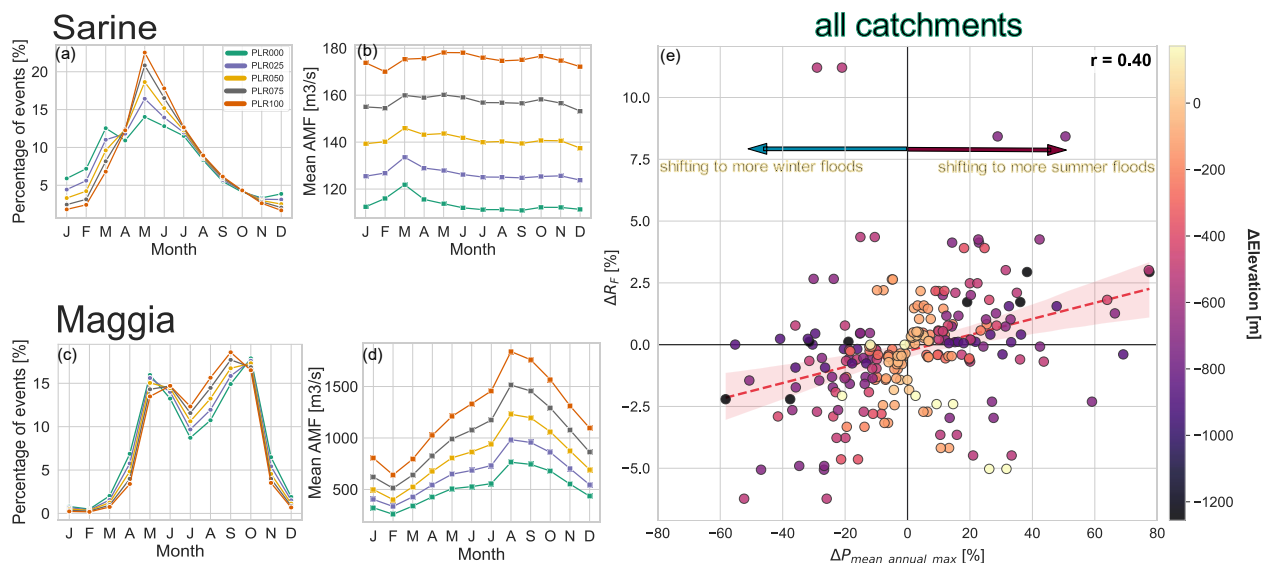 Sarine
(a)
Percentage of events [%]
20
15
10
5
PLR000
PLR025
PLR050
PLR075
PLR100
J F M A M J J A S O N D
Month
(b)
Mean AMF [m3/s]
180
160
140
120
J F M A M J J A S O N D
Month
Maggia
(c)
Percentage of events [%]
15
10
5
0
J F M A M J J A S O N D
Month
(d)
Mean AMF [m3/s]
1500
1000
500
J F M A M J J A S O N D
Month
all catchments
(e)
r = 0.40
shifting to more winter floods
shifting to more summer floods
ΔR_F [%]
10.0
7.5
5.0
2.5
0.0
−2.5
−5.0
−80 −60 −40 −20 0 20 40 60 80
ΔP_mean_annual_max [%]
0
−200
−400
−600
−800
−1000
−1200
ΔElevation [m]